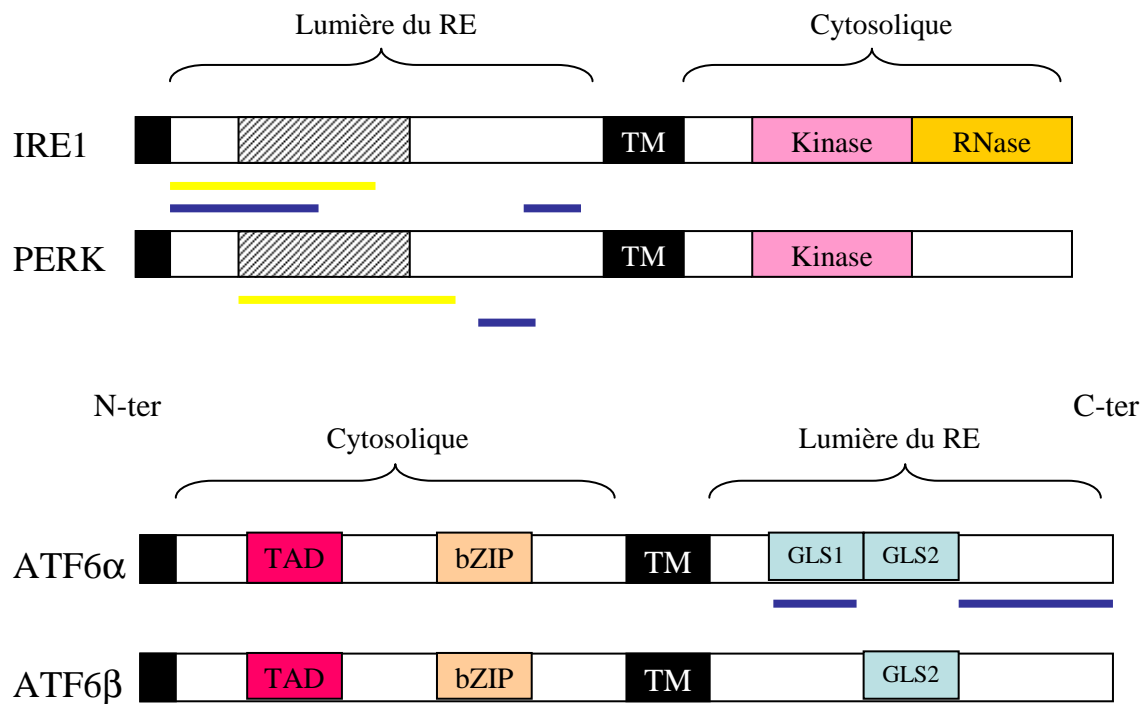 Lumière du RE Cytosolique
IRE1 TM Kinase RNase
PERK TM Kinase
N-ter C-ter
Cytosolique Lumière du RE
ATF6α TAD bZIP TM GLS1 GLS2
ATF6β TAD bZIP TM GLS2